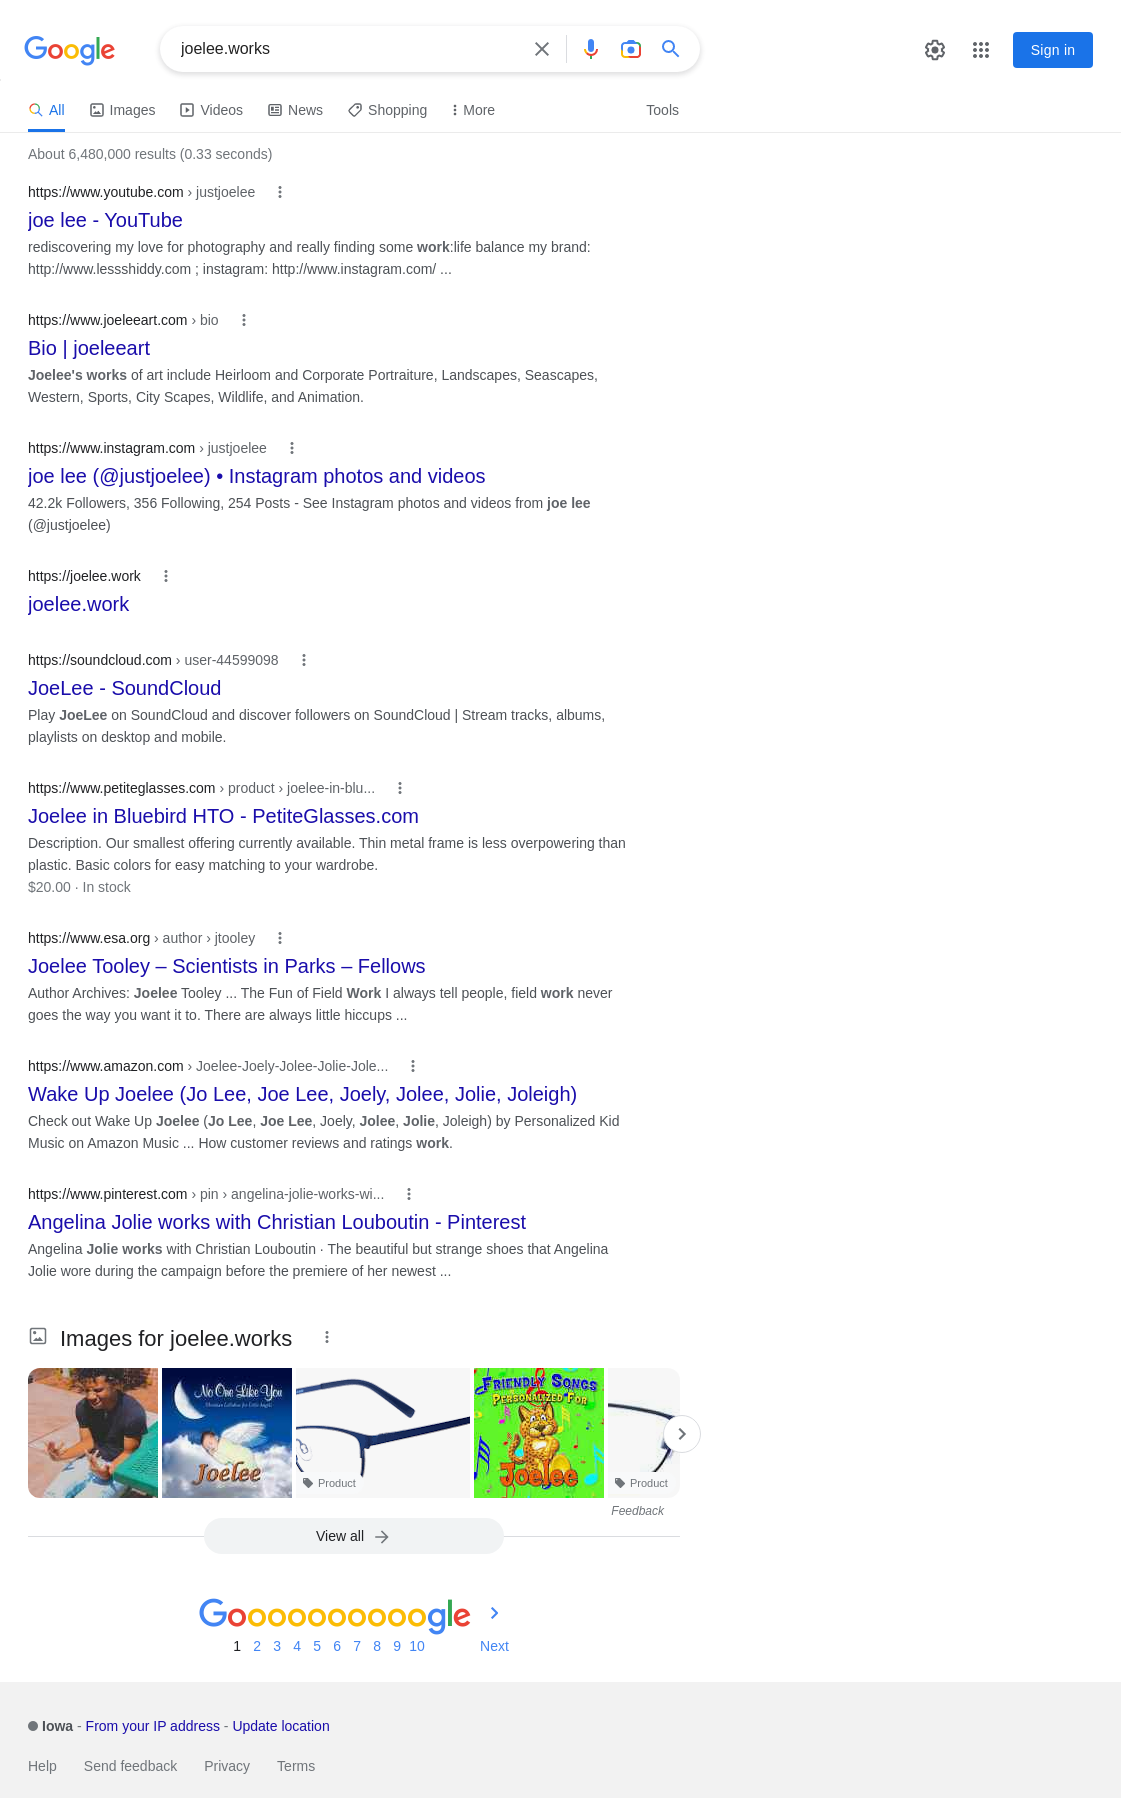 Google
joelee.works
Sign in
All Images Videos News Shopping More Tools
About 6,480,000 results (0.33 seconds)
https://www.youtube.com › justjoelee
joe lee - YouTube
rediscovering my love for photography and really finding some work:life balance my brand:
http://www.lessshiddy.com ; instagram: http://www.instagram.com/ ...
https://www.joeleeart.com › bio
Bio | joeleeart
Joelee's works of art include Heirloom and Corporate Portraiture, Landscapes, Seascapes,
Western, Sports, City Scapes, Wildlife, and Animation.
https://www.instagram.com › justjoelee
joe lee (@justjoelee) • Instagram photos and videos
42.2k Followers, 356 Following, 254 Posts - See Instagram photos and videos from joe lee
(@justjoelee)
https://joelee.work
joelee.work
https://soundcloud.com › user-44599098
JoeLee - SoundCloud
Play JoeLee on SoundCloud and discover followers on SoundCloud | Stream tracks, albums,
playlists on desktop and mobile.
https://www.petiteglasses.com › product › joelee-in-blu...
Joelee in Bluebird HTO - PetiteGlasses.com
Description. Our smallest offering currently available. Thin metal frame is less overpowering than
plastic. Basic colors for easy matching to your wardrobe.
$20.00 · In stock
https://www.esa.org › author › jtooley
Joelee Tooley – Scientists in Parks – Fellows
Author Archives: Joelee Tooley ... The Fun of Field Work I always tell people, field work never
goes the way you want it to. There are always little hiccups ...
https://www.amazon.com › Joelee-Joely-Jolee-Jolie-Jole...
Wake Up Joelee (Jo Lee, Joe Lee, Joely, Jolee, Jolie, Joleigh)
Check out Wake Up Joelee (Jo Lee, Joe Lee, Joely, Jolee, Jolie, Joleigh) by Personalized Kid
Music on Amazon Music ... How customer reviews and ratings work.
https://www.pinterest.com › pin › angelina-jolie-works-wi...
Angelina Jolie works with Christian Louboutin - Pinterest
Angelina Jolie works with Christian Louboutin · The beautiful but strange shoes that Angelina
Jolie wore during the campaign before the premiere of her newest ...
Images for joelee.works
No One Like You
Christian Lullabies for Little Angels
Joelee
Product
FRIENDLY SONGS
PERSONALIZED FOR
Joelee
Product
Feedback
View all
Goooooooooogle
1 2 3 4 5 6 7 8 9 10 Next
Iowa - From your IP address - Update location
Help Send feedback Privacy Terms